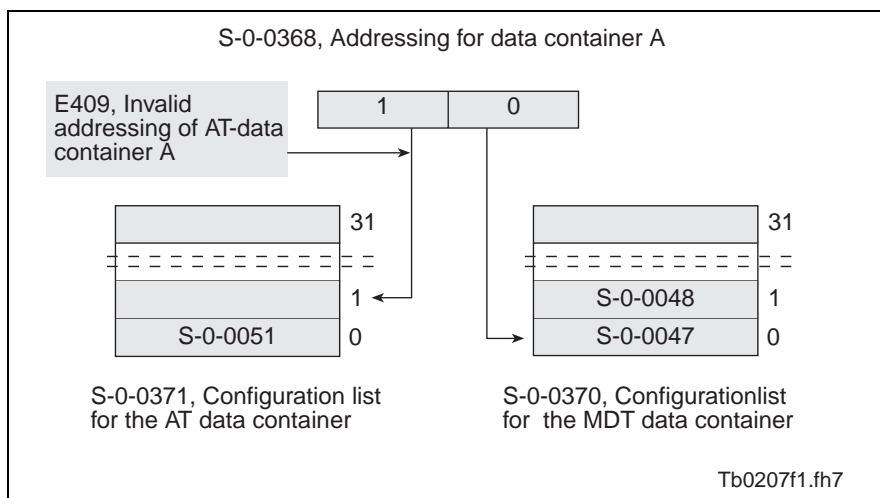 S-0-0368, Addressing for data container A
E409, Invalid
addressing of AT-data
container A
1 0
31
1
S-0-0051 0
31
S-0-0048 1
S-0-0047 0
S-0-0371, Configuration list
for the AT data container
S-0-0370, Configurationlist
for the MDT data container
Tb0207f1.fh7